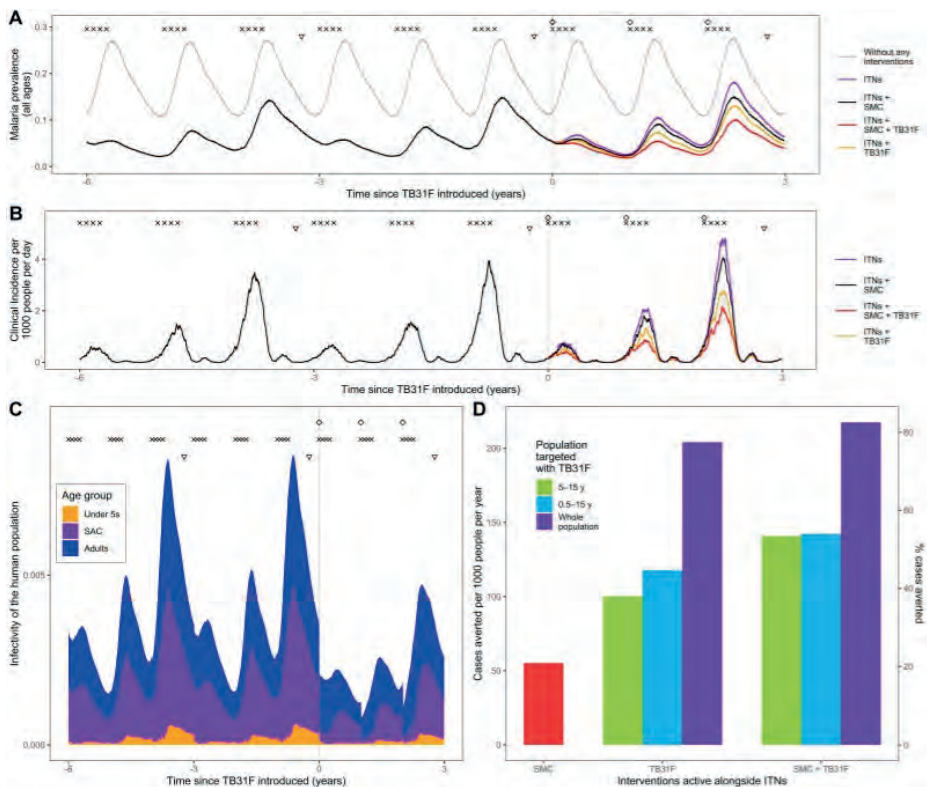 A
0.3
0.2
0.1
0.0
Malaria prevalence
(all ages)
-6
-3
0
3
Time since TB31F introduced (years)
Without any
interventions
ITNs
ITNs +
SMC
ITNs +
SMC + TB31F
ITNs +
TB31F
B
4
2
0
Clinical Incidence per
1000 people per day
-6
-3
0
3
Time since TB31F introduced (years)
ITNs
ITNs +
SMC
ITNs +
SMC + TB31F
ITNs +
TB31F
C
Age group
Under 5s
SAC
Adults
0.005
0.000
Infectivity of the human population
-6
-3
0
3
Time since TB31F introduced (years)
D
Population
targeted
with TB31F
5–15 y
0.5–15 y
Whole
population
200
150
100
50
0
Cases averted per 1000 people per year
80
60
40
20
0
% cases averted
SMC
TB31F
SMC + TB31F
Interventions active alongside ITNs